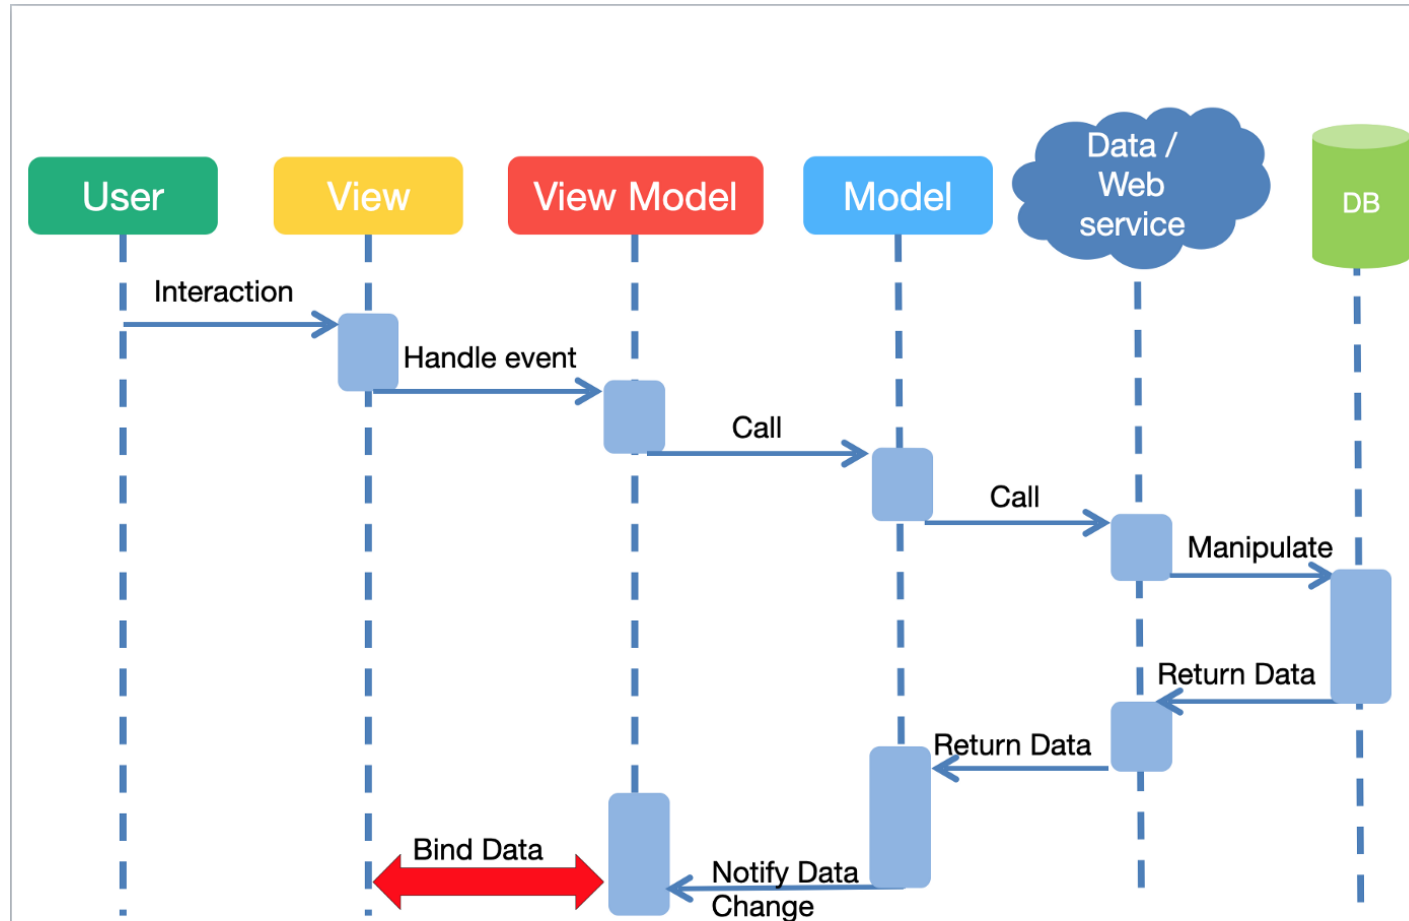 User
View
View Model
Model
Data /
Web
service
DB
Interaction
Handle event
Call
Call
Manipulate
Return Data
Return Data
Bind Data
Notify Data
Change